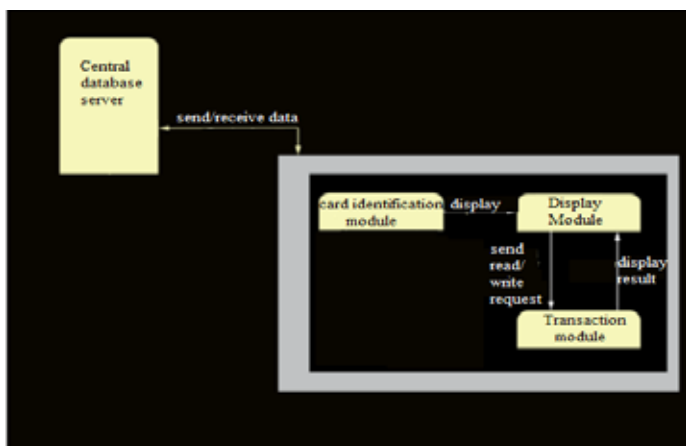 Central
database
server
send/receive data
card identification
module
display
Display
Module
send
read/
write
request
display
result
Transaction
module